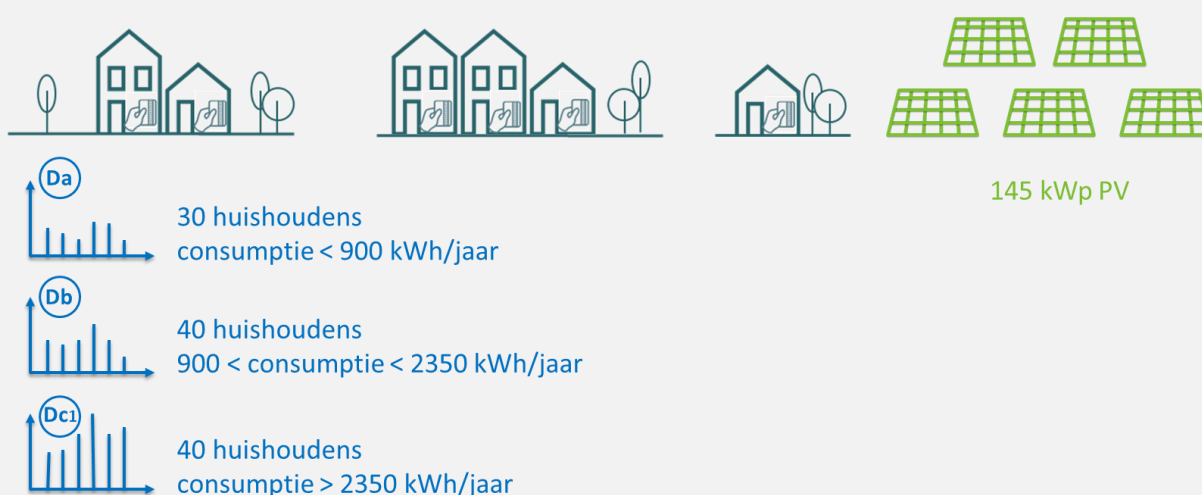 145 kWp PV
Da
30 huishoudens
consumptie < 900 kWh/jaar
Db
40 huishoudens
900 < consumptie < 2350 kWh/jaar
Dc1
40 huishoudens
consumptie > 2350 kWh/jaar